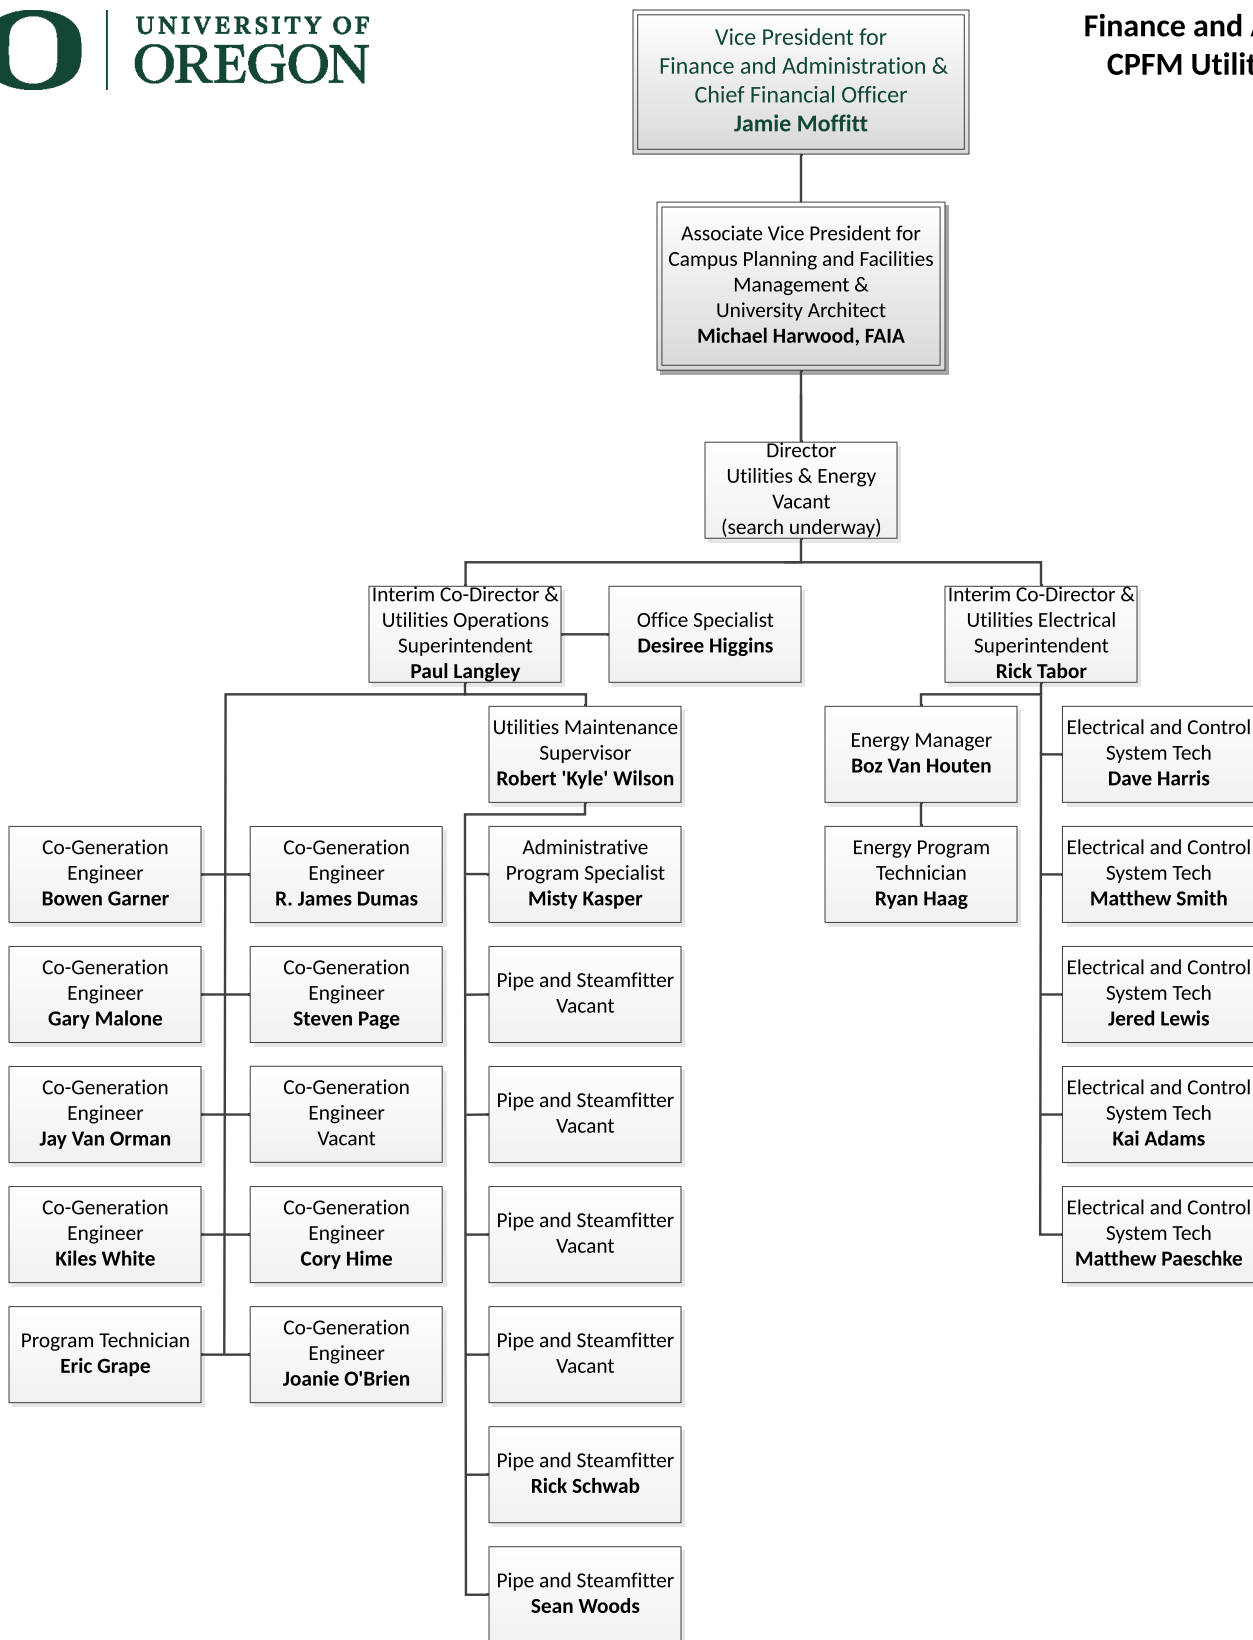 UNIVERSITY OF
OREGON
Vice President for
Finance and Administration &
Chief Financial Officer
Jamie Moffitt
Finance and
CPFM Utilit
Associate Vice President for
Campus Planning and Facilities
Management &
University Architect
Michael Harwood, FAIA
Director
Utilities & Energy
Vacant
(search underway)
Interim Co-Director &
Utilities Operations
Superintendent
Paul Langley
Office Specialist
Desiree Higgins
Interim Co-Director &
Utilities Electrical
Superintendent
Rick Tabor
Utilities Maintenance
Supervisor
Robert 'Kyle' Wilson
Energy Manager
Boz Van Houten
Electrical and Control
System Tech
Dave Harris
Co-Generation
Engineer
Bowen Garner
Co-Generation
Engineer
R. James Dumas
Administrative
Program Specialist
Misty Kasper
Energy Program
Technician
Ryan Haag
Electrical and Control
System Tech
Matthew Smith
Co-Generation
Engineer
Gary Malone
Co-Generation
Engineer
Steven Page
Pipe and Steamfitter
Vacant
Electrical and Control
System Tech
Jered Lewis
Co-Generation
Engineer
Jay Van Orman
Co-Generation
Engineer
Vacant
Pipe and Steamfitter
Vacant
Electrical and Control
System Tech
Kai Adams
Co-Generation
Engineer
Kiles White
Co-Generation
Engineer
Cory Hime
Pipe and Steamfitter
Vacant
Electrical and Control
System Tech
Matthew Paeschke
Program Technician
Eric Grape
Co-Generation
Engineer
Joanie O'Brien
Pipe and Steamfitter
Vacant
Pipe and Steamfitter
Rick Schwab
Pipe and Steamfitter
Sean Woods